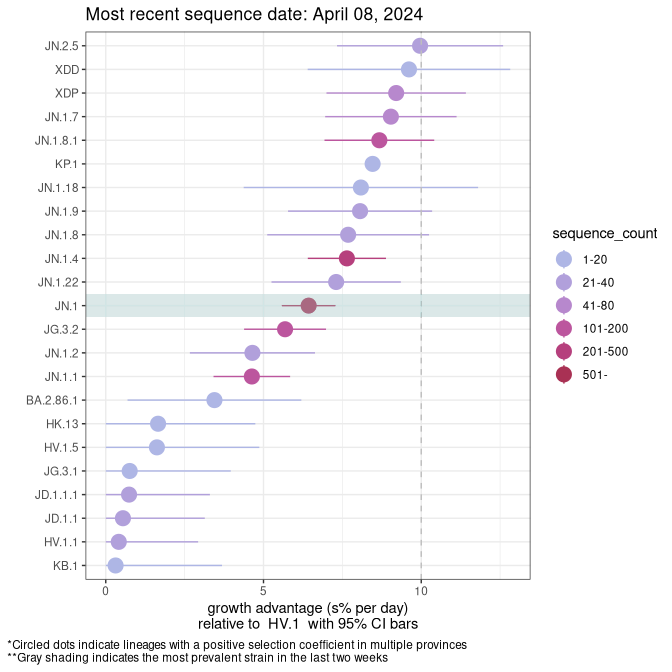 Most recent sequence date: April 08, 2024
JN.2.5
XDD
XDP
JN.1.7
JN.1.8.1
KP.1
JN.1.18
JN.1.9
JN.1.8
JN.1.4
JN.1.22
JN.1
JG.3.2
JN.1.2
JN.1.1
BA.2.86.1
HK.13
HV.1.5
JG.3.1
JD.1.1.1
JD.1.1
HV.1.1
KB.1
0 5 10
growth advantage (s% per day)
relative to HV.1 with 95% CI bars
sequence_count
1-20
21-40
41-80
101-200
201-500
501-
*Circled dots indicate lineages with a positive selection coefficient in multiple provinces
**Gray shading indicates the most prevalent strain in the last two weeks